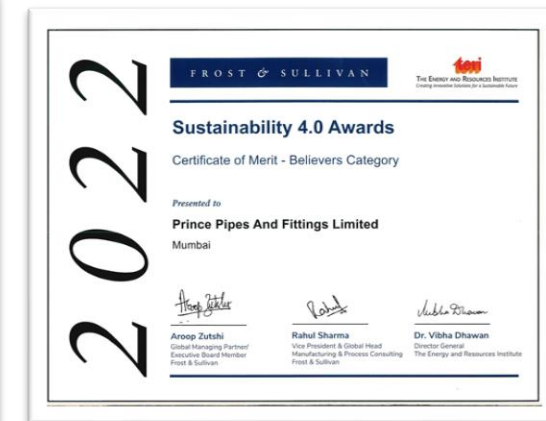 2022
FROST & SULLIVAN
teri
THE ENERGY AND RESOURCES INSTITUTE
Creating Innovative Solutions for a Sustainable Future
Sustainability 4.0 Awards
Certificate of Merit - Believers Category
Presented to
Prince Pipes And Fittings Limited
Mumbai
Aroop Zutshi
Global Managing Partner/
Executive Board Member
Frost & Sullivan
Rahul
Rahul Sharma
Vice President & Global Head
Manufacturing & Process Consulting
Frost & Sullivan
Vibha Dhawan
Dr. Vibha Dhawan
Director General
The Energy and Resources Institute